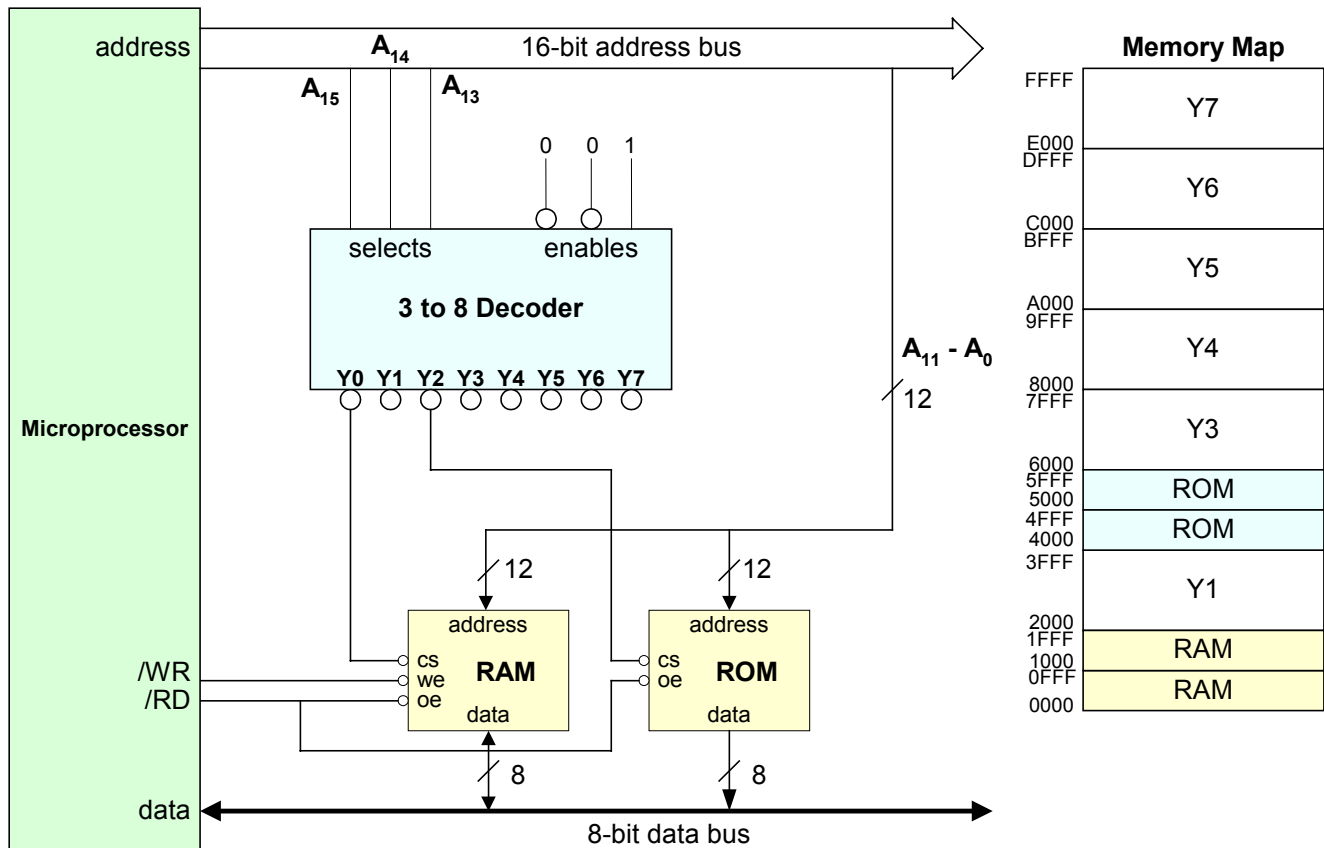 address
16-bit address bus
Memory Map
A14
A15
A13
0 0 1
selects enables
3 to 8 Decoder
Y0 Y1 Y2 Y3 Y4 Y5 Y6 Y7
Microprocessor
A11 - A0
12
12
12
address
RAM
cs
we
oe
data
address
ROM
cs
oe
data
/WR
/RD
8
8
data
8-bit data bus
FFFF
Y7
E000
DFFF
Y6
C000
BFFF
Y5
A000
9FFF
Y4
8000
7FFF
Y3
6000
5FFF
ROM
5000
4FFF
ROM
4000
3FFF
Y1
2000
1FFF
RAM
1000
0FFF
RAM
0000